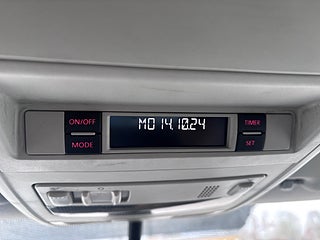 ON/OFF
MO 14.10.24
TIMER
MODE
SET